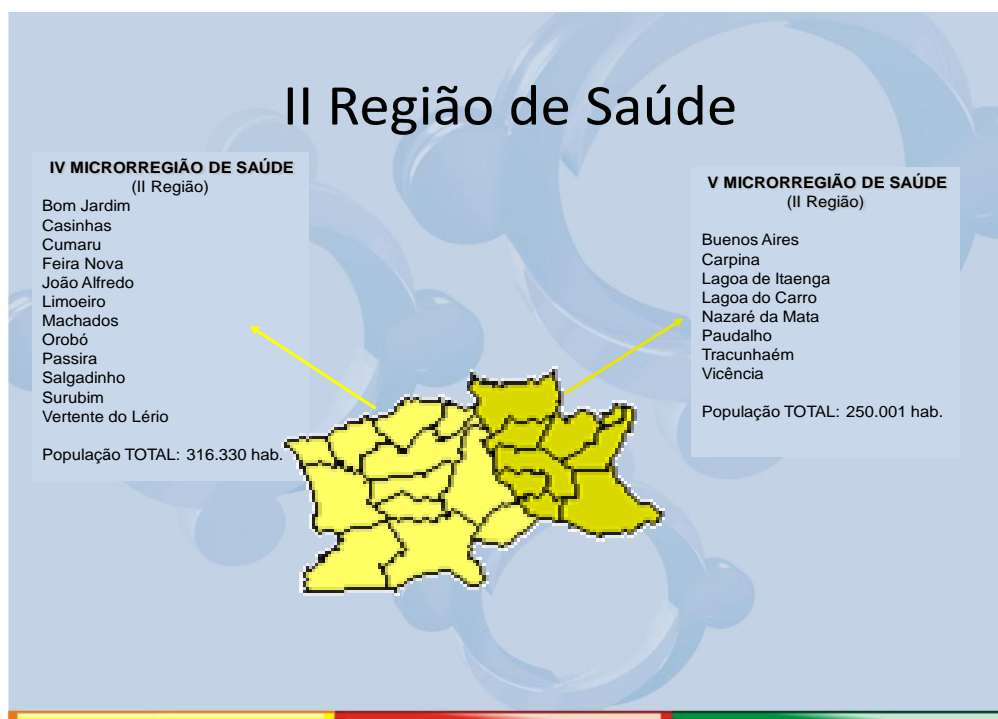 II Região de Saúde
IV MICRORREGIÃO DE SAÚDE
(II Região)
Bom Jardim
Casinhas
Cumaru
Feira Nova
João Alfredo
Limoeiro
Machados
Orobó
Passira
Salgadinho
Surubim
Vertente do Lério
População TOTAL: 316.330 hab.
V MICRORREGIÃO DE SAÚDE
(II Região)
Buenos Aires
Carpina
Lagoa de Itaenga
Lagoa do Carro
Nazaré da Mata
Paudalho
Tracunhaém
Vicência
População TOTAL: 250.001 hab.